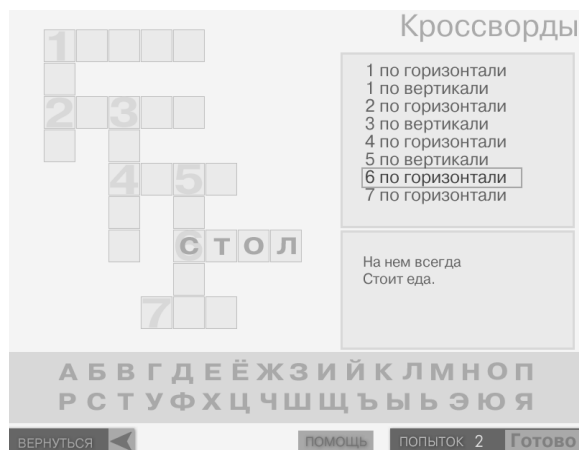 Кроссворды
1
2 3
4 5
6 СТОЛ
7
1 по горизонтали
1 по вертикали
2 по горизонтали
3 по вертикали
4 по горизонтали
5 по вертикали
6 по горизонтали
7 по горизонтали
На нем всегда
Стоит еда.
А Б В Г Д Е Ё Ж З И Й К Л М Н О П
Р С Т У Ф Х Ц Ч Ш Щ Ъ Ы Ь Э Ю Я
ВЕРНУТЬСЯ ПОМОЩЬ ПОПЫТОК 2 Готово